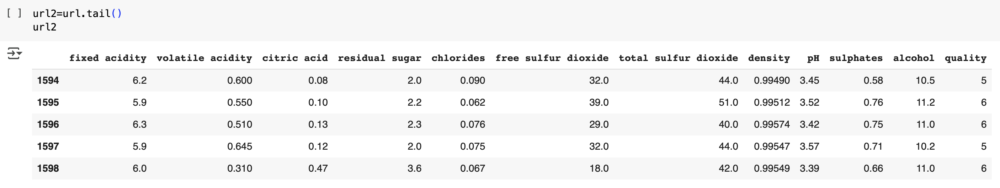 [ ] url2=url.tail()
url2
fixed acidity volatile acidity citric acid residual sugar chlorides free sulfur dioxide total sulfur dioxide density pH sulphates alcohol quality
1594 6.2 0.600 0.08 2.0 0.090 32.0 44.0 0.99490 3.45 0.58 10.5 5
1595 5.9 0.550 0.10 2.2 0.062 39.0 51.0 0.99512 3.52 0.76 11.2 6
1596 6.3 0.510 0.13 2.3 0.076 29.0 40.0 0.99574 3.42 0.75 11.0 6
1597 5.9 0.645 0.12 2.0 0.075 32.0 44.0 0.99547 3.57 0.71 10.2 5
1598 6.0 0.310 0.47 3.6 0.067 18.0 42.0 0.99549 3.39 0.66 11.0 6